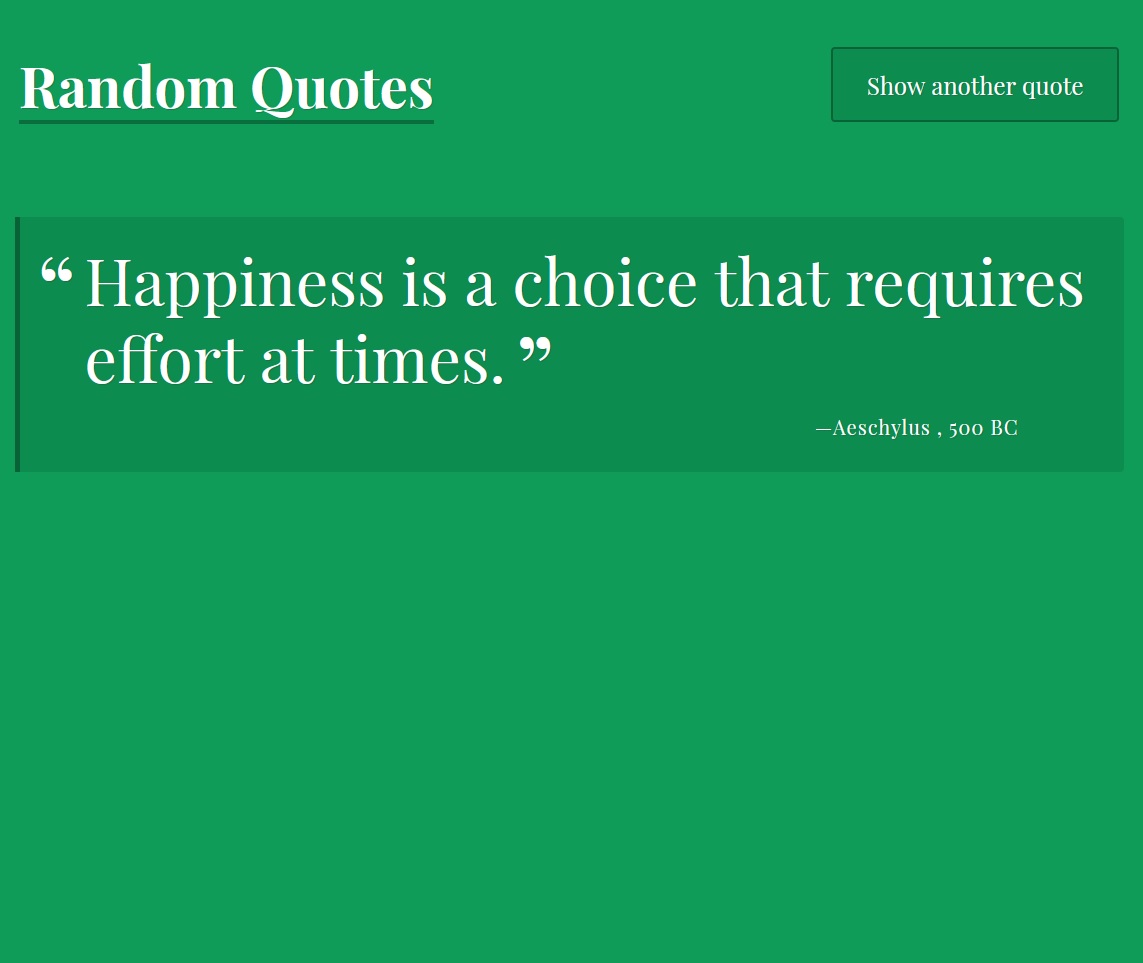 Random Quotes
Show another quote
“ Happiness is a choice that requires
effort at times. ”
—Aeschylus , 500 BC